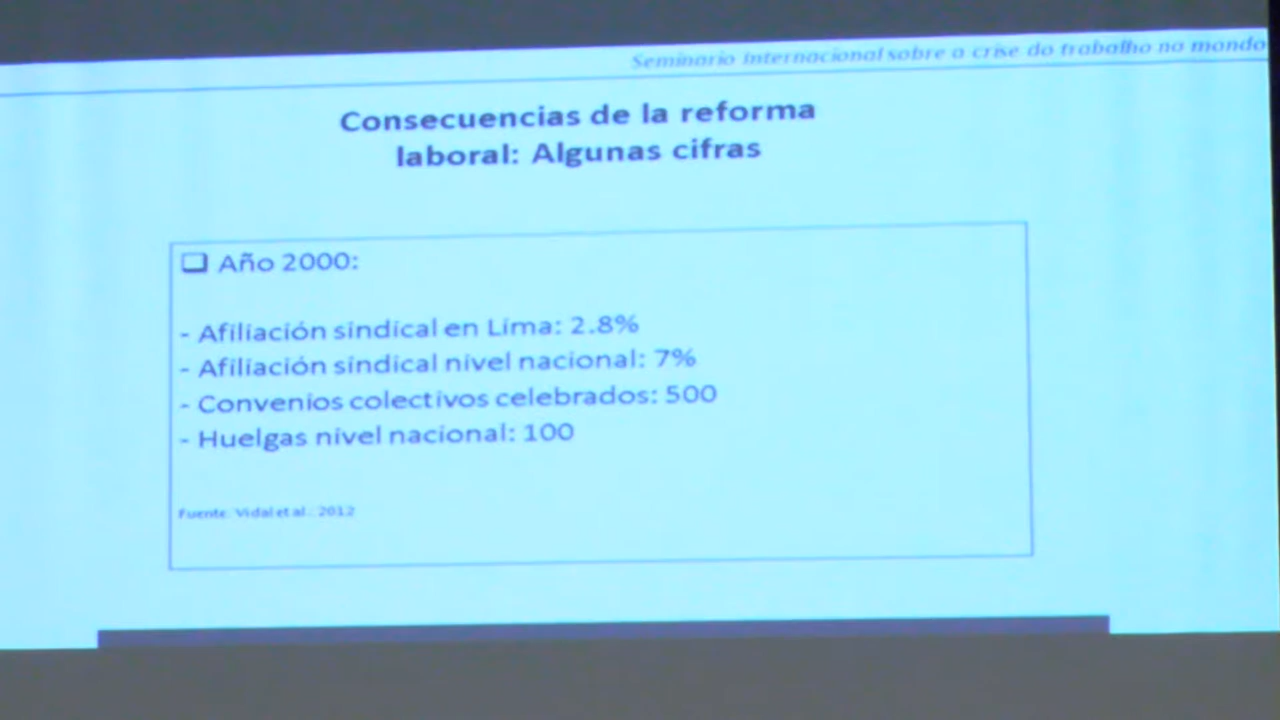 Seminario Internacional sobre a crise do trabalho no mondo
Consecuencias de la reforma
laboral: Algunas cifras
❑ Año 2000:
- Afiliación sindical en Lima: 2.8%
- Afiliación sindical nivel nacional: 7%
- Convenios colectivos celebrados: 500
- Huelgas nivel nacional: 100
Fuente: Vidal et al., 2012